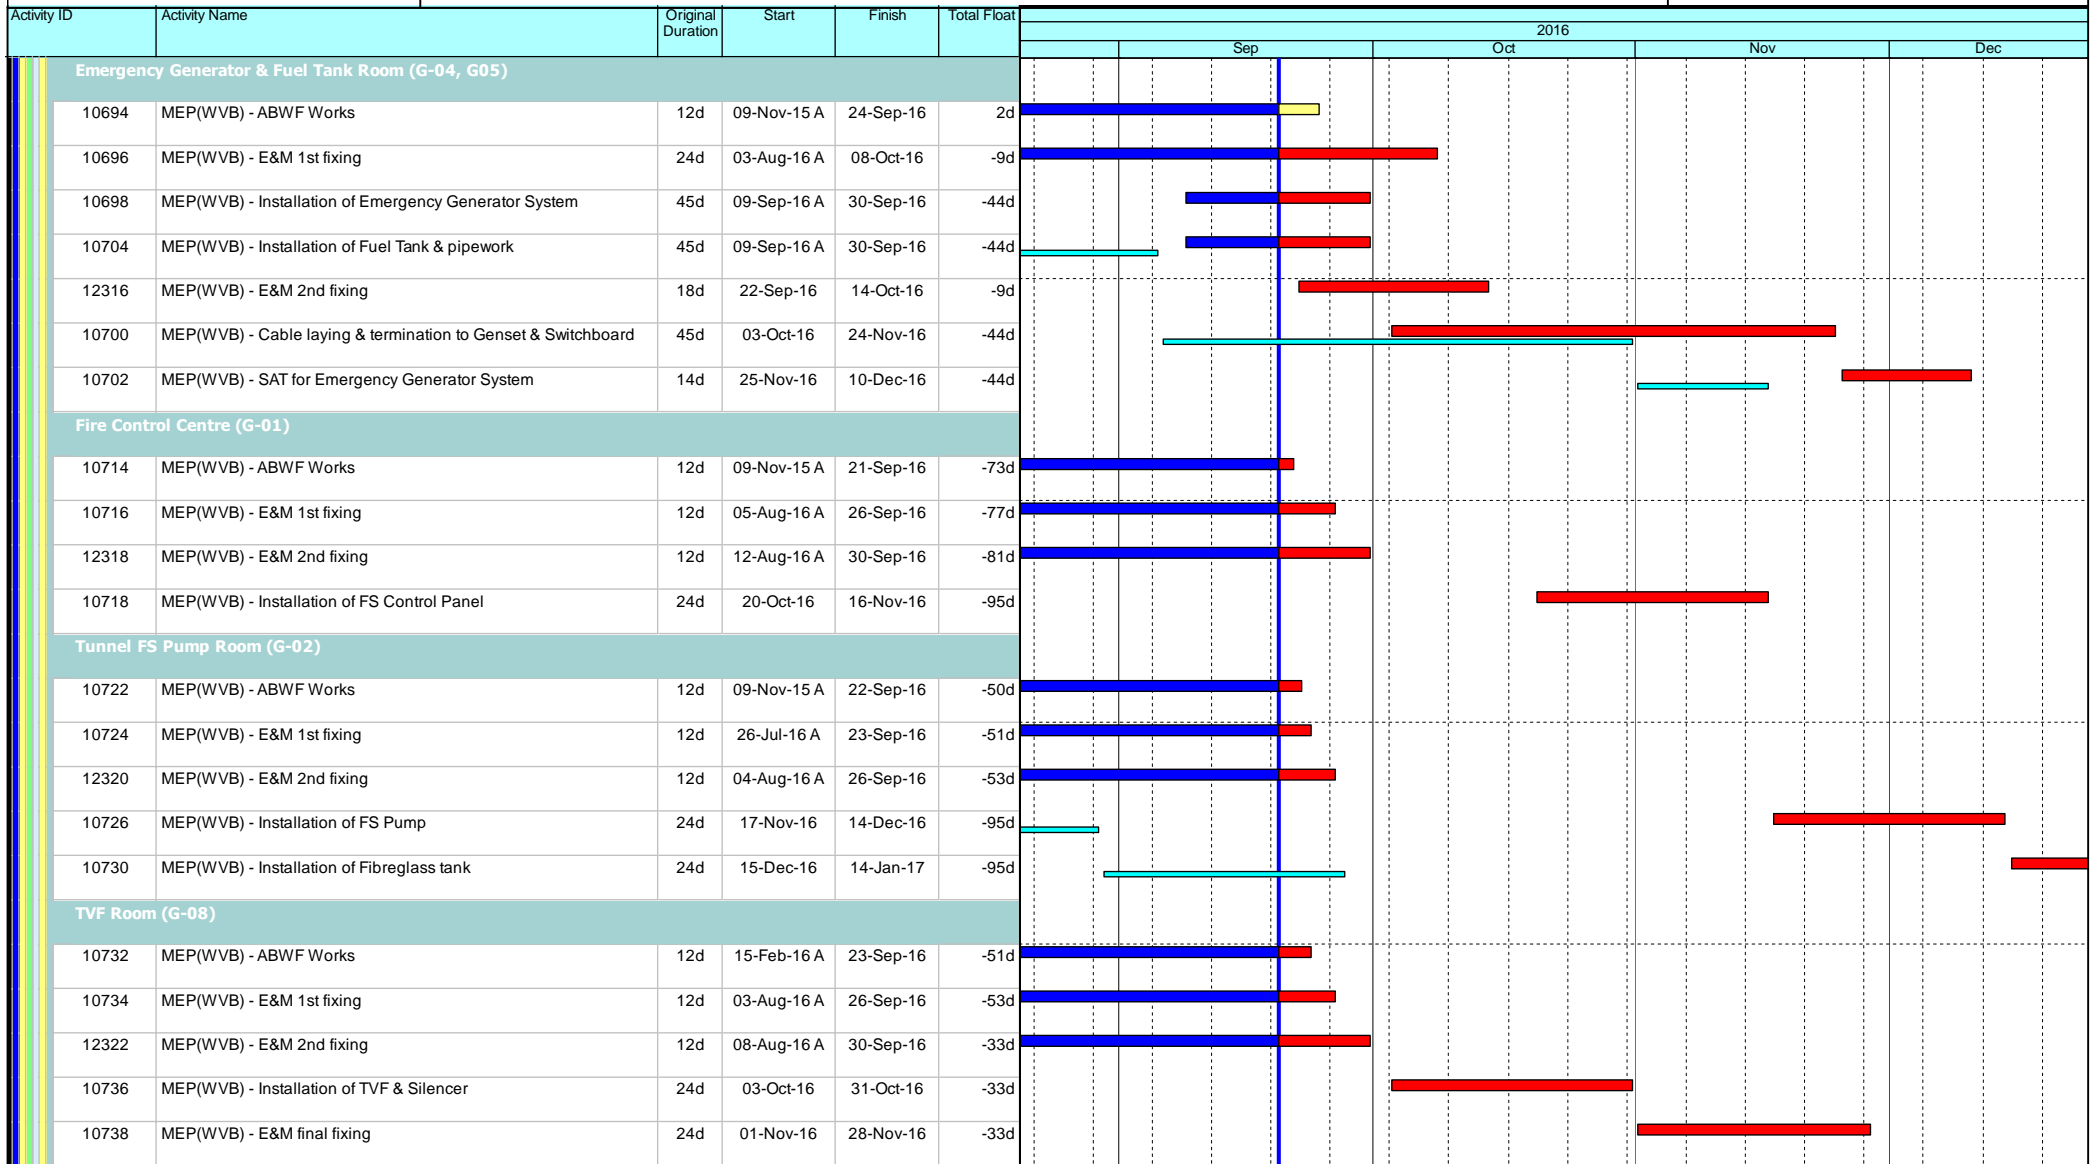 Activity ID Activity Name Original Duration Start Finish Total Float
2016
Sep Oct Nov Dec
Emergency Generator & Fuel Tank Room (G-04, G05)
10694 MEP(WVB) - ABWF Works 12d 09-Nov-15 A 24-Sep-16 2d
10696 MEP(WVB) - E&M 1st fixing 24d 03-Aug-16 A 08-Oct-16 -9d
10698 MEP(WVB) - Installation of Emergency Generator System 45d 09-Sep-16 A 30-Sep-16 -44d
10704 MEP(WVB) - Installation of Fuel Tank & pipework 45d 09-Sep-16 A 30-Sep-16 -44d
12316 MEP(WVB) - E&M 2nd fixing 18d 22-Sep-16 14-Oct-16 -9d
10700 MEP(WVB) - Cable laying & termination to Genset & Switchboard 45d 03-Oct-16 24-Nov-16 -44d
10702 MEP(WVB) - SAT for Emergency Generator System 14d 25-Nov-16 10-Dec-16 -44d
Fire Control Centre (G-01)
10714 MEP(WVB) - ABWF Works 12d 09-Nov-15 A 21-Sep-16 -73d
10716 MEP(WVB) - E&M 1st fixing 12d 05-Aug-16 A 26-Sep-16 -77d
12318 MEP(WVB) - E&M 2nd fixing 12d 12-Aug-16 A 30-Sep-16 -81d
10718 MEP(WVB) - Installation of FS Control Panel 24d 20-Oct-16 16-Nov-16 -95d
Tunnel FS Pump Room (G-02)
10722 MEP(WVB) - ABWF Works 12d 09-Nov-15 A 22-Sep-16 -50d
10724 MEP(WVB) - E&M 1st fixing 12d 26-Jul-16 A 23-Sep-16 -51d
12320 MEP(WVB) - E&M 2nd fixing 12d 04-Aug-16 A 26-Sep-16 -53d
10726 MEP(WVB) - Installation of FS Pump 24d 17-Nov-16 14-Dec-16 -95d
10730 MEP(WVB) - Installation of Fibreglass tank 24d 15-Dec-16 14-Jan-17 -95d
TVF Room (G-08)
10732 MEP(WVB) - ABWF Works 12d 15-Feb-16 A 23-Sep-16 -51d
10734 MEP(WVB) - E&M 1st fixing 12d 03-Aug-16 A 26-Sep-16 -53d
12322 MEP(WVB) - E&M 2nd fixing 12d 08-Aug-16 A 30-Sep-16 -33d
10736 MEP(WVB) - Installation of TVF & Silencer 24d 03-Oct-16 31-Oct-16 -33d
10738 MEP(WVB) - E&M final fixing 24d 01-Nov-16 28-Nov-16 -33d